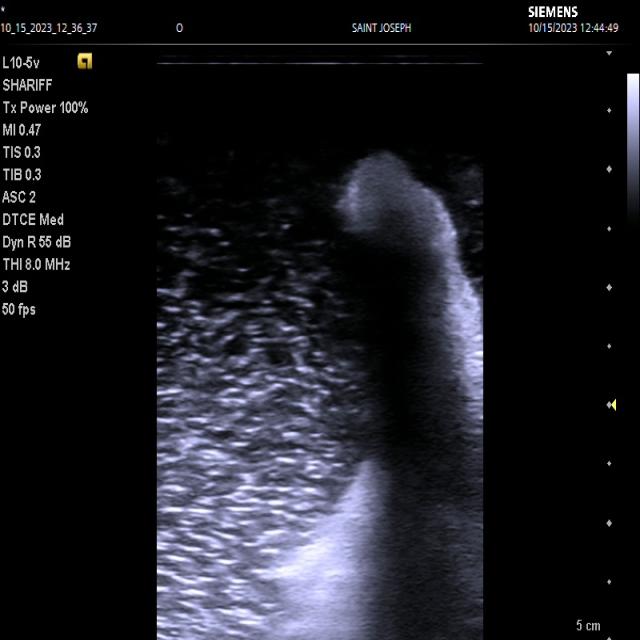 SIEMENS
10_15_2023_12_36_37 O SAINT JOSEPH 10/15/2023 12:44:49
L10-5v
SHARIFF
Tx Power 100%
MI 0.47
TIS 0.3
TIB 0.3
ASC 2
DTCE Med
Dyn R 55 dB
THI 8.0 MHz
3 dB
50 fps
5 cm